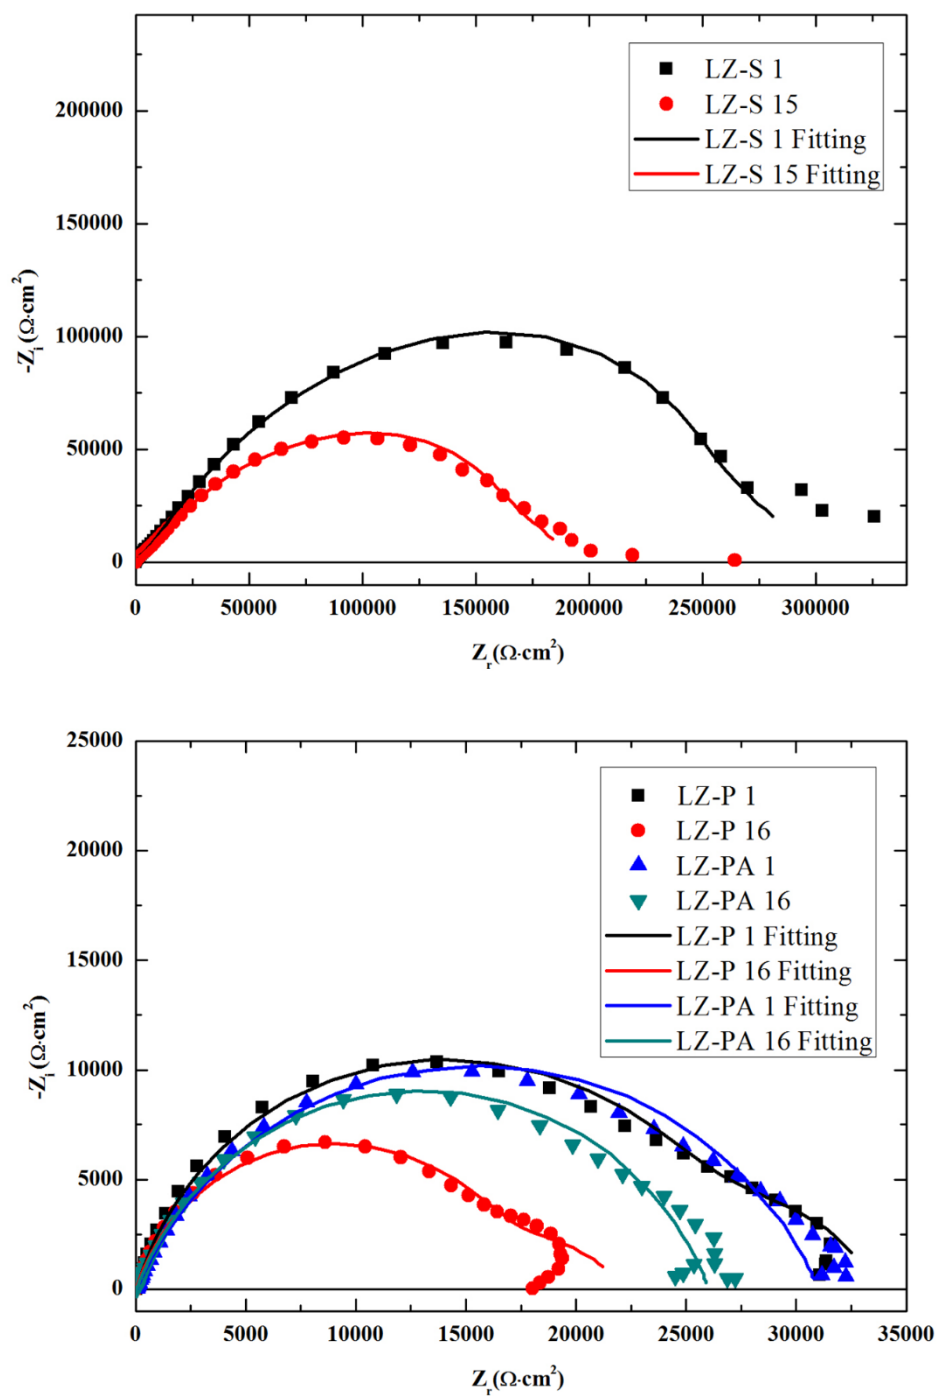 LZ-S 1
LZ-S 15
LZ-S 1 Fitting
LZ-S 15 Fitting
200000
150000
100000
50000
0
-Zi (Ω·cm²)
0 50000 100000 150000 200000 250000 300000
Zr(Ω·cm²)
25000
20000
15000
10000
5000
0
LZ-P 1
LZ-P 16
LZ-PA 1
LZ-PA 16
LZ-P 1 Fitting
LZ-P 16 Fitting
LZ-PA 1 Fitting
LZ-PA 16 Fitting
-Zi (Ω·cm²)
0 5000 10000 15000 20000 25000 30000 35000
Zr(Ω·cm²)